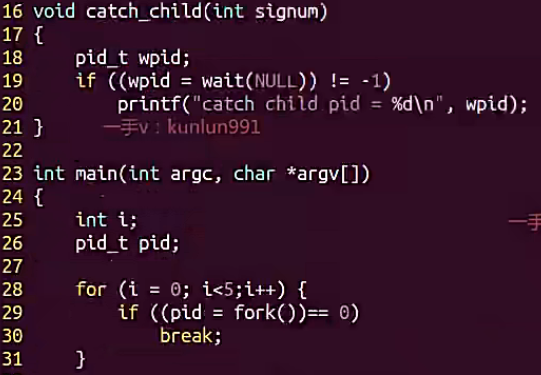 16 void catch_child(int signum)
17 {
18     pid_t wpid;
19     if ((wpid = wait(NULL)) != -1)
20         printf("catch child pid = %d\n", wpid);
21 }
一手v：kunlun991
22
23 int main(int argc, char *argv[])
24 {
25     int i;
一手
26     pid_t pid;
27
28     for (i = 0; i<5;i++) {
29         if ((pid = fork())== 0)
30             break;
31     }